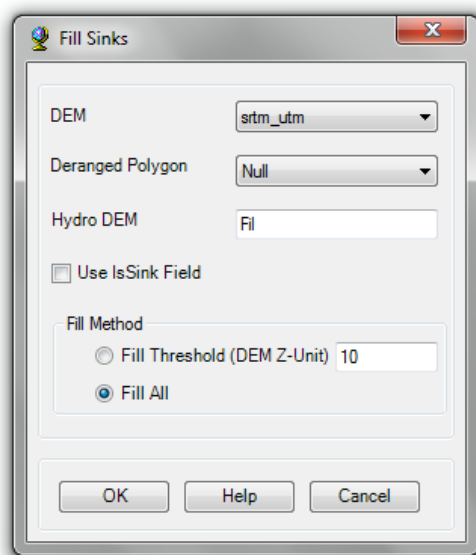 Fill Sinks
DEM srtm_utm
Deranged Polygon Null
Hydro DEM Fil
Use IsSink Field
Fill Method
Fill Threshold (DEM Z-Unit) 10
Fill All
OK Help Cancel